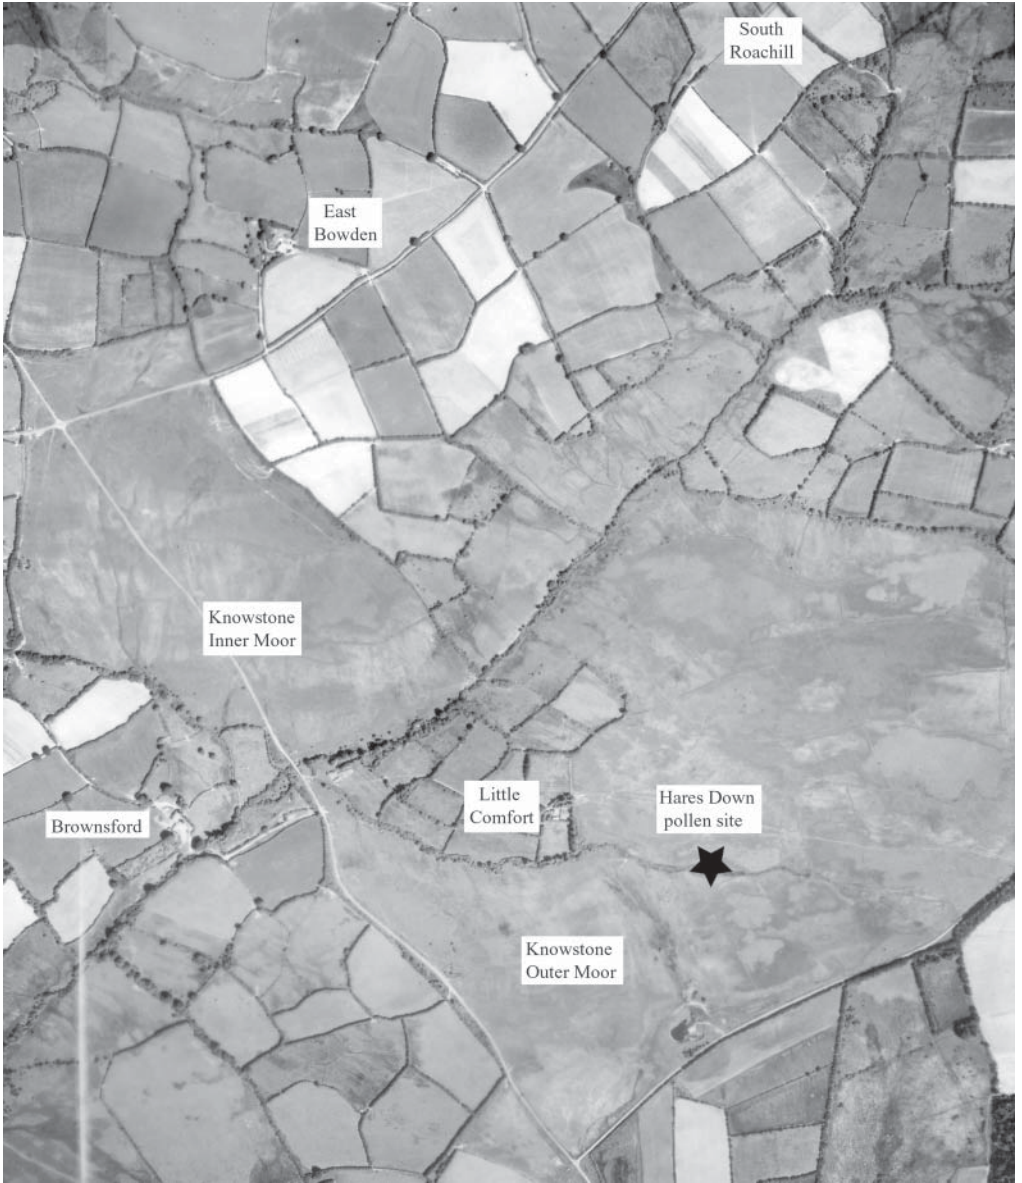 South
Roachill
East
Bowden
Knowstone
Inner Moor
Little
Comfort
Hares Down
pollen site
Brownsford
Knowstone
Outer Moor